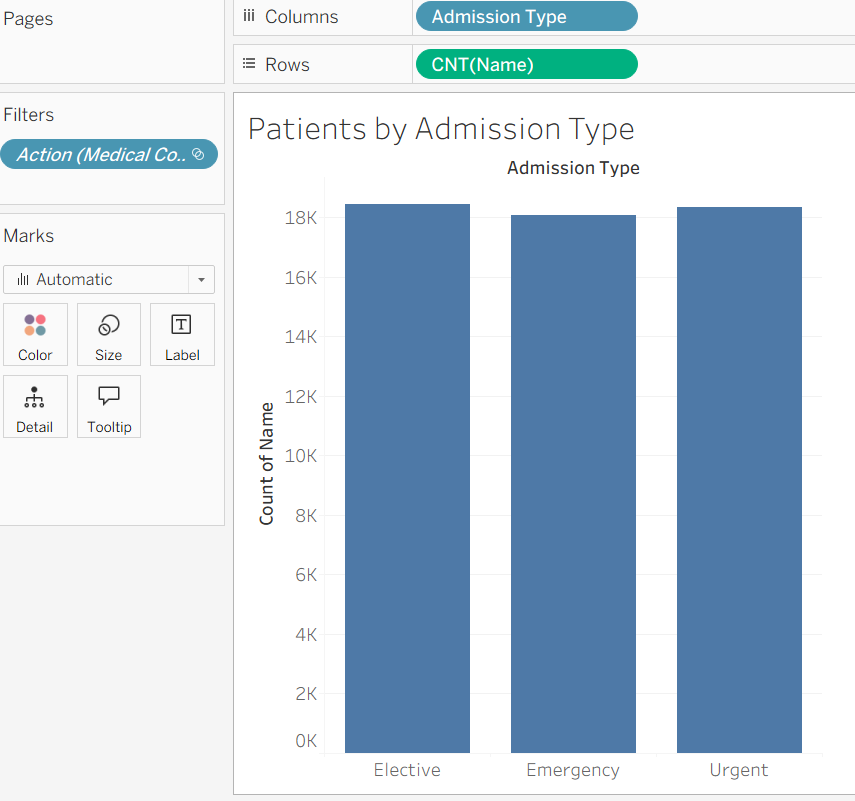 Pages
Columns
Admission Type
Rows
CNT(Name)
Filters
Action (Medical Co..
Marks
Automatic
Color
Size
Label
Detail
Tooltip
Patients by Admission Type
Admission Type
Count of Name
18K
16K
14K
12K
10K
8K
6K
4K
2K
0K
Elective Emergency Urgent